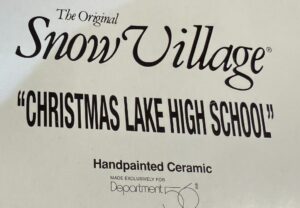 The Original
Snow Village®
"CHRISTMAS LAKE HIGH SCHOOL"
Handpainted Ceramic
MADE EXCLUSIVELY FOR
Department 56®